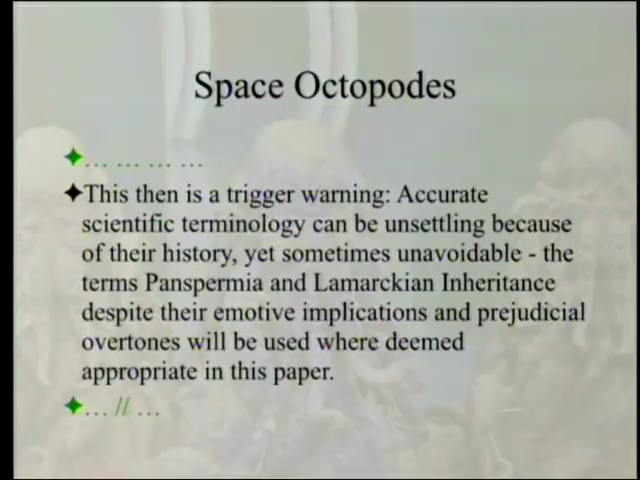 Space Octopodes
... ... ... ...
This then is a trigger warning: Accurate
scientific terminology can be unsettling because
of their history, yet sometimes unavoidable - the
terms Panspermia and Lamarckian Inheritance
despite their emotive implications and prejudicial
overtones will be used where deemed
appropriate in this paper.
... // ...